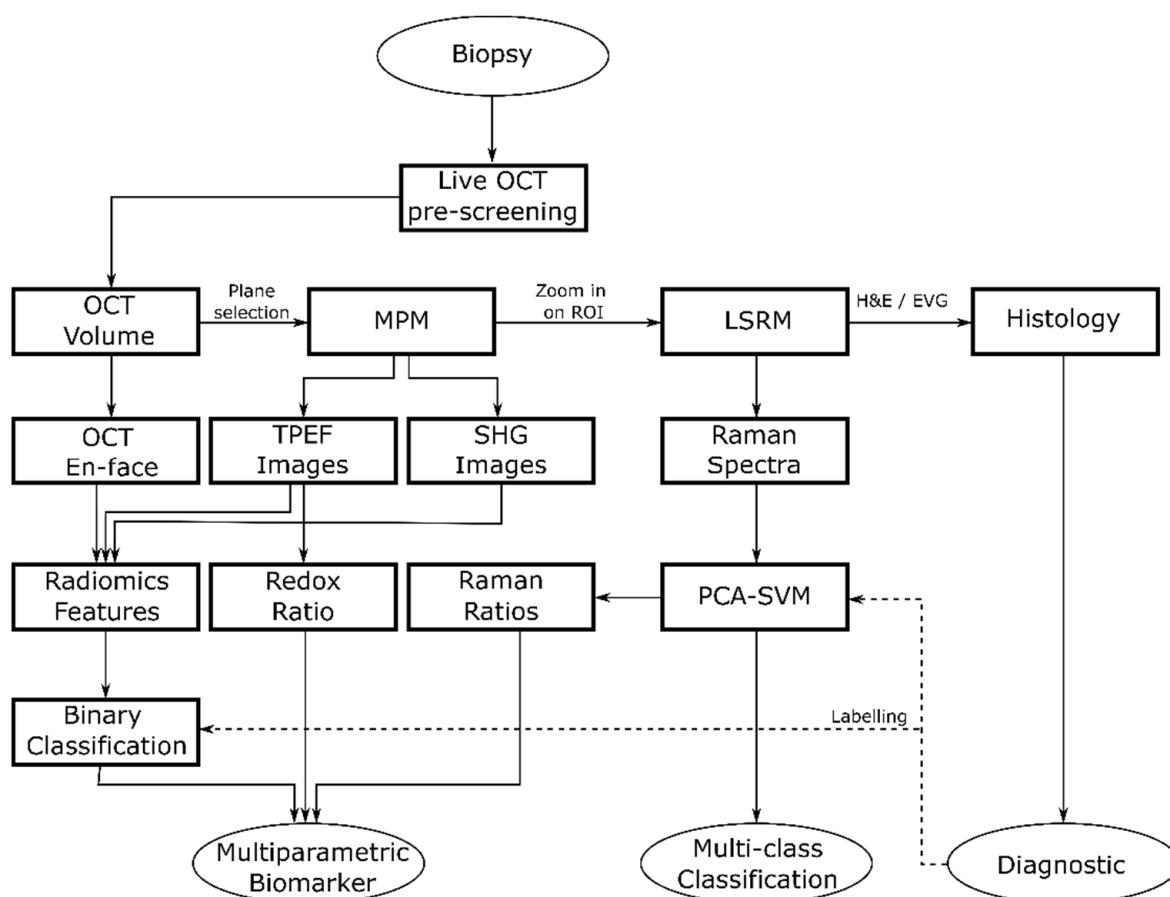 Biopsy
Live OCT
pre-screening
OCT
Volume
Plane
selection
MPM
Zoom in
on ROI
LSRM
H&E / EVG
Histology
OCT
En-face
TPEF
Images
SHG
Images
Raman
Spectra
Radiomics
Features
Redox
Ratio
Raman
Ratios
PCA-SVM
Binary
Classification
Labelling
Multiparametric
Biomarker
Multi-class
Classification
Diagnostic